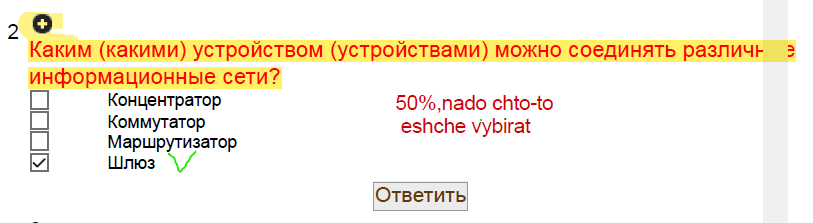 2
Каким (какими) устройством (устройствами) можно соединять различные
информационные сети?
Концентратор
50%,nado chto-to
Коммутатор
eshche vybirat
Маршрутизатор
Шлюз
Ответить